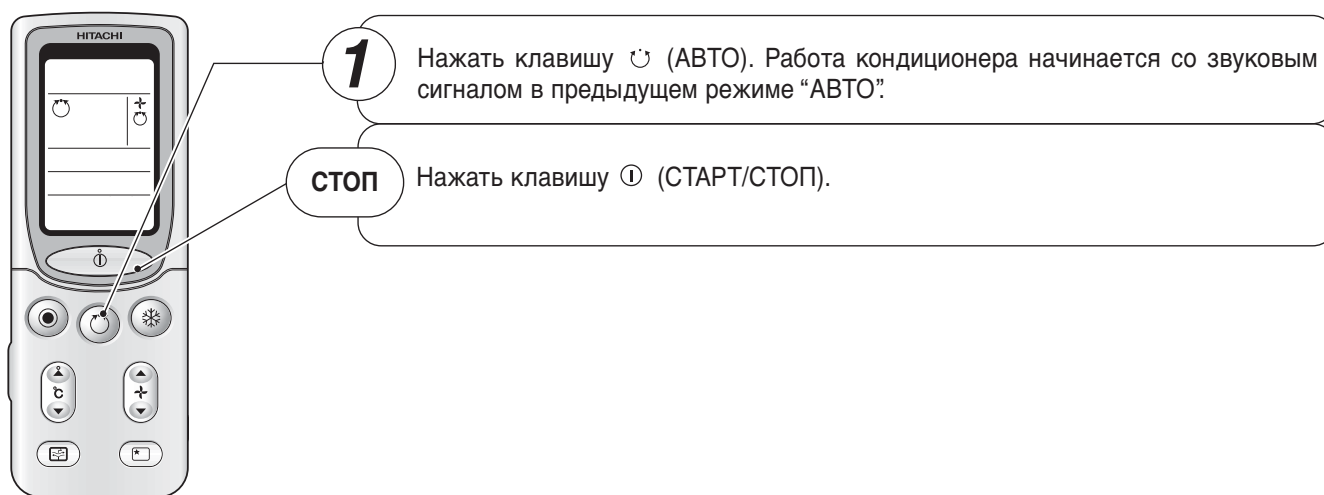 HITACHI
1
Нажать клавишу (АВТО). Работа кондиционера начинается со звуковым
сигналом в предыдущем режиме “АВТО”.
СТОП
Нажать клавишу (СТАРТ/СТОП).
°C